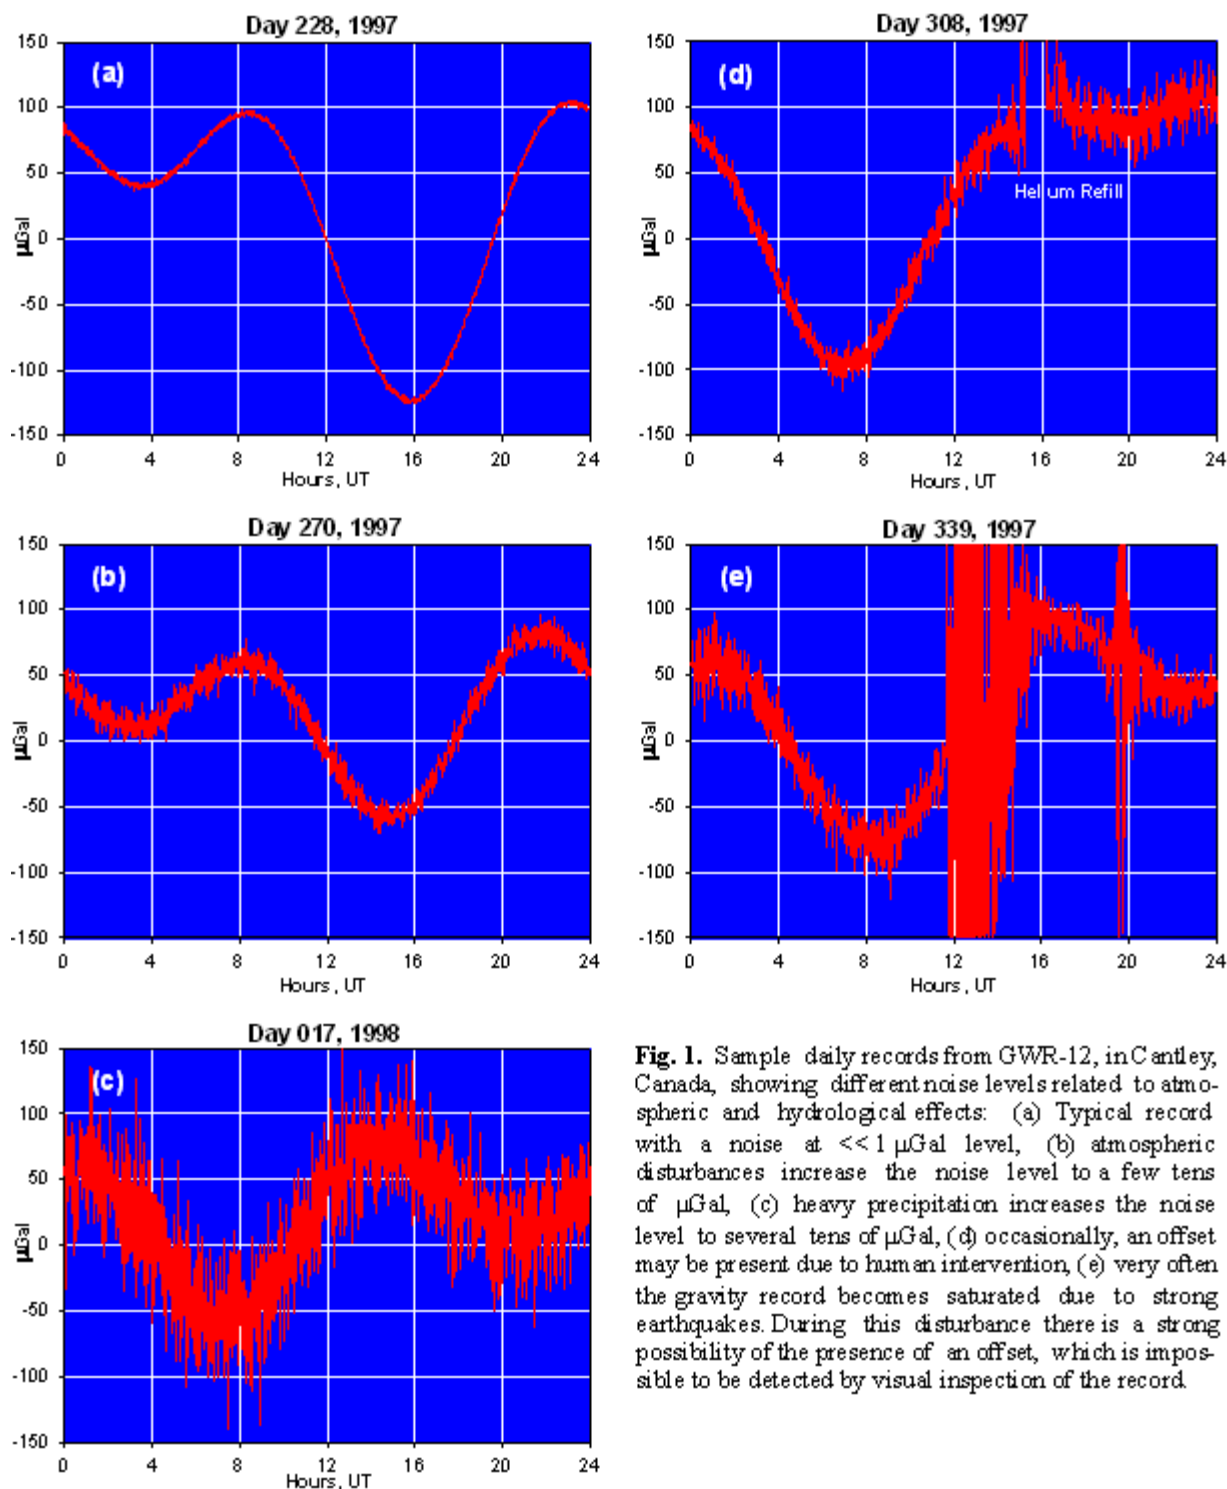 Day 228, 1997
150
(a)
100
50
0
-50
-100
-150
µGal
0 4 8 12 16 20 24
Hours, UT
Day 270, 1997
150
(b)
100
50
0
-50
-100
-150
µGal
0 4 8 12 16 20 24
Hours, UT
Day 017, 1998
150
(c)
100
50
0
-50
-100
-150
µGal
0 4 8 12 16 20 24
Hours, UT
Day 308, 1997
150
(d)
100
50
0
-50
-100
-150
µGal
Helium Refill
0 4 8 12 16 20 24
Hours, UT
Day 339, 1997
150
(e)
100
50
0
-50
-100
-150
µGal
0 4 8 12 16 20 24
Hours, UT
Fig. 1. Sample daily records from GWR-12, in Cantley,
Canada, showing different noise levels related to atmo-
spheric and hydrological effects: (a) Typical record
with a noise at << 1 µGal level, (b) atmospheric
disturbances increase the noise level to a few tens
of µGal, (c) heavy precipitation increases the noise
level to several tens of µGal, (d) occasionally, an offset
may be present due to human intervention, (e) very often
the gravity record becomes saturated due to strong
earthquakes. During this disturbance there is a strong
possibility of the presence of an offset, which is impos-
sible to be detected by visual inspection of the record.